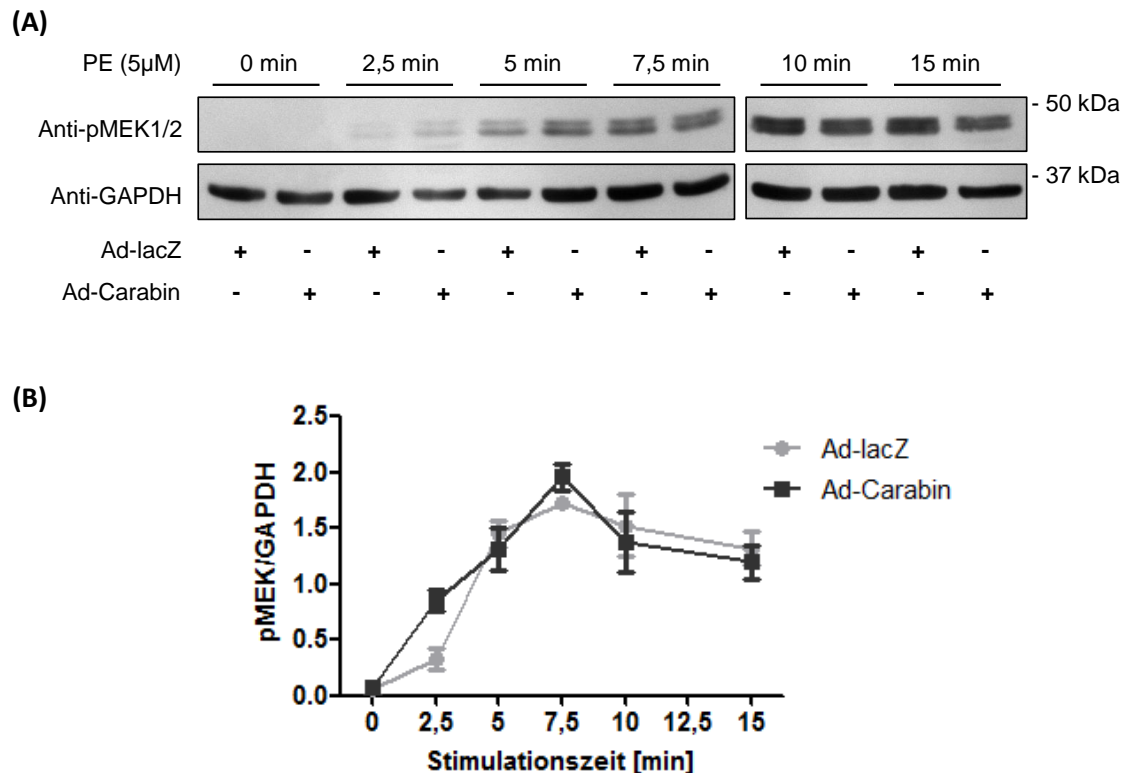 (A)
PE (5µM) 0 min 2,5 min 5 min 7,5 min 10 min 15 min
Anti-pMEK1/2 - 50 kDa
Anti-GAPDH - 37 kDa
Ad-lacZ + - + - + - + - + - + -
Ad-Carabin - + - + - + - + - + - +
(B)
pMEK/GAPDH
2.5
2.0
1.5
1.0
0.5
0.0
0 2,5 5 7,5 10 12,5 15
Stimulationszeit [min]
Ad-lacZ
Ad-Carabin